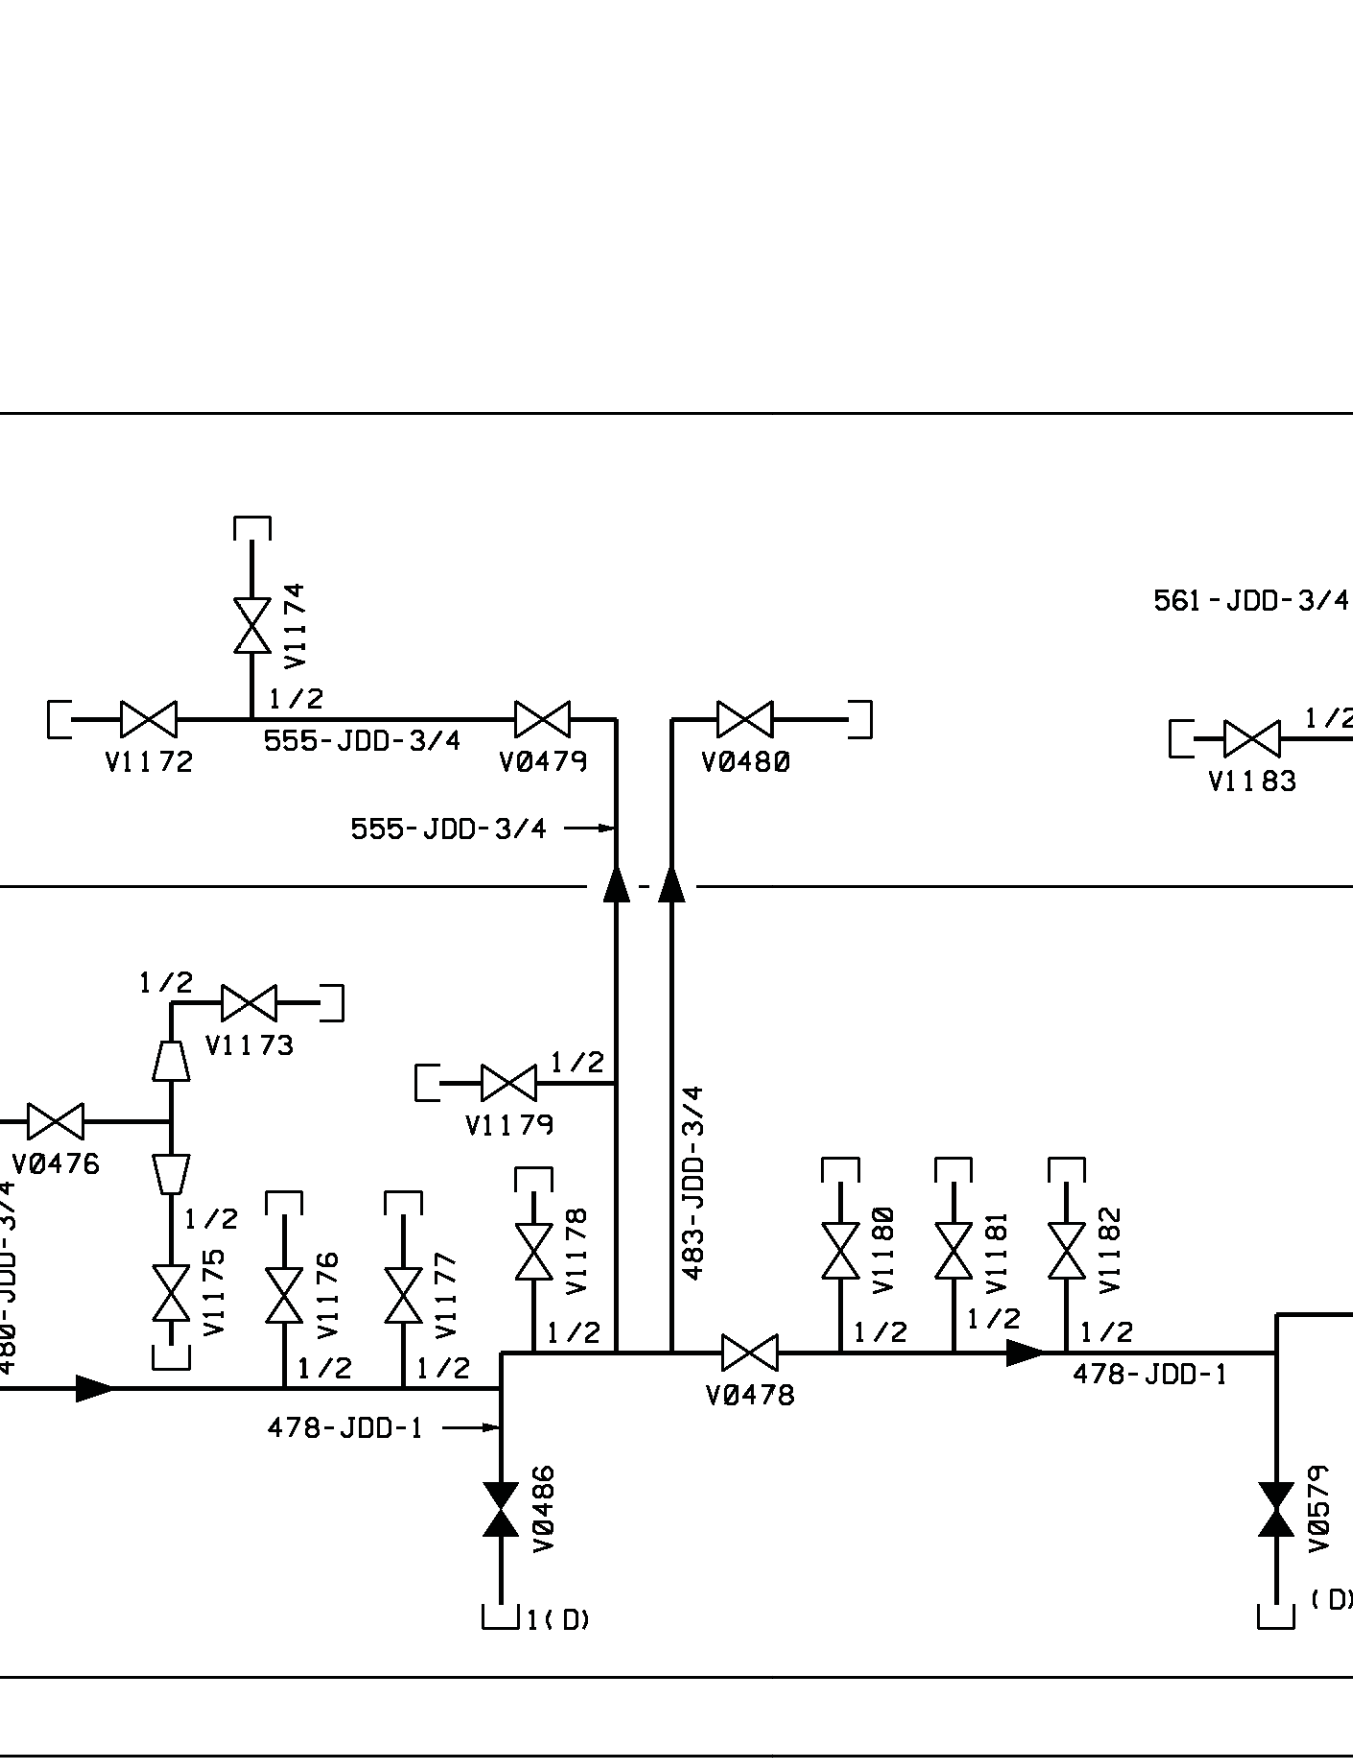 V1174
561-JDD-3/4
1/2
555-JDD-3/4
V1172
V0479
V0480
1/2
V1183
555-JDD-3/4
1/2
V1173
1/2
V1179
483-JDD-3/4
V0476
480-JDD-3/4
1/2
V1175
V1176
V1177
V1178
V1180
V1181
V1182
1/2
1/2
1/2
1/2
1/2
1/2
478-JDD-1
V0478
478-JDD-1
V0486
V0579
1(D)
(D)